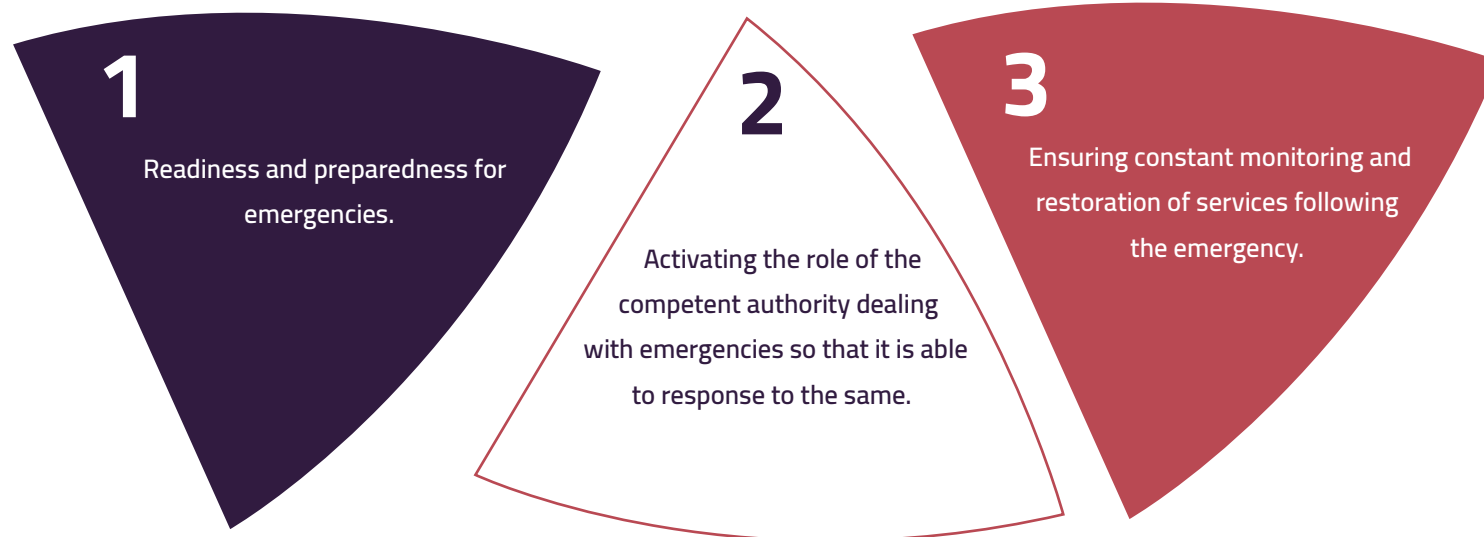 1
Readiness and preparedness for
emergencies.
2
Activating the role of the
competent authority dealing
with emergencies so that it is able
to response to the same.
3
Ensuring constant monitoring and
restoration of services following
the emergency.